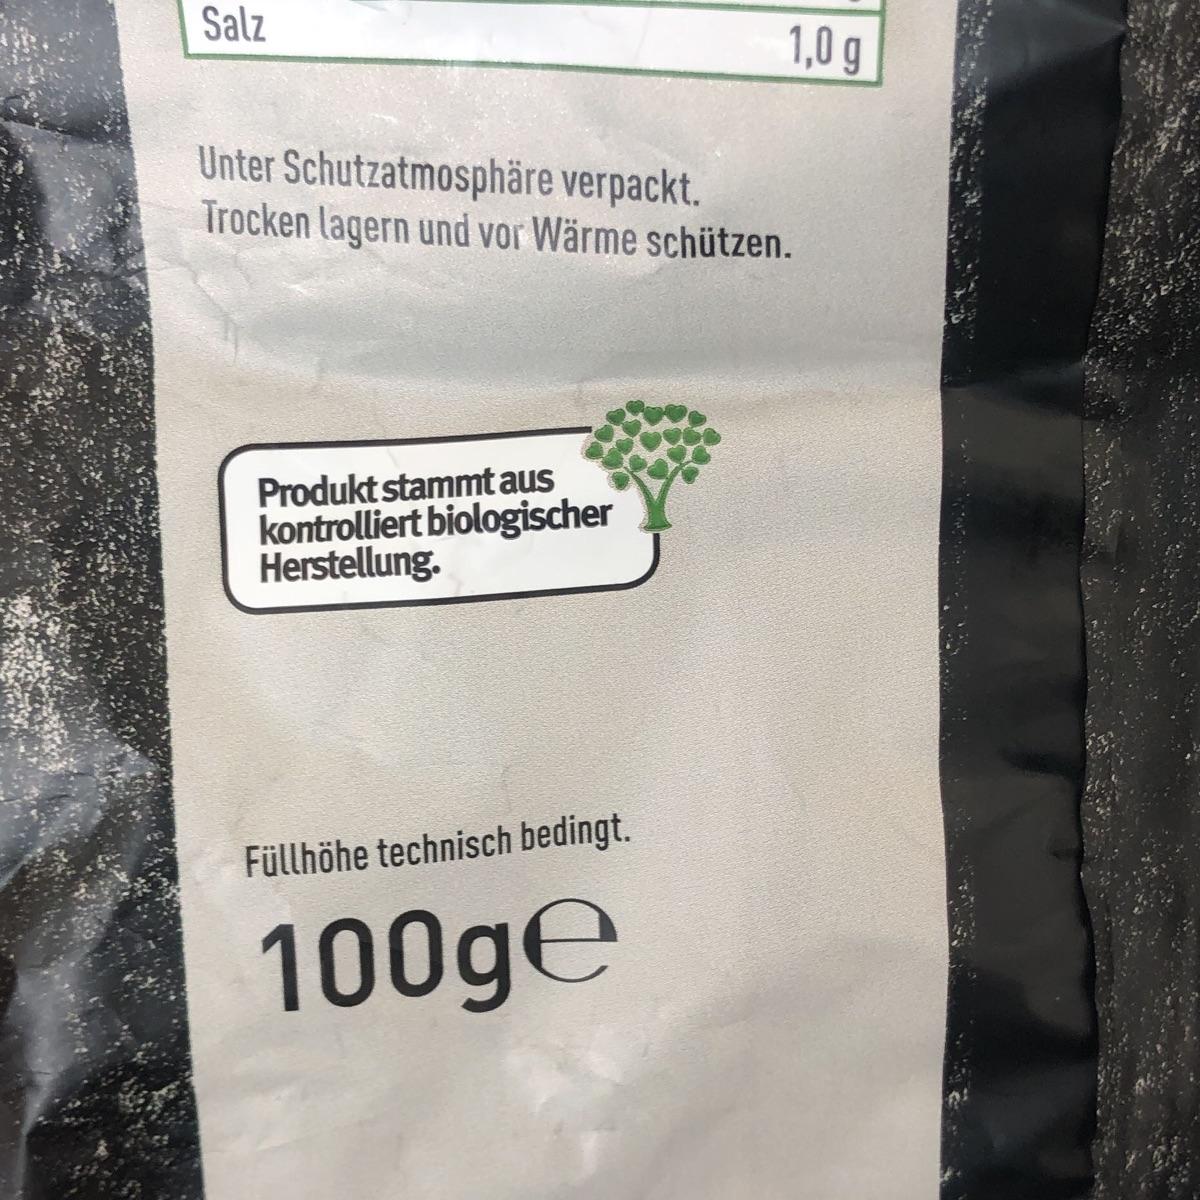 Salz 1,0 g
Unter Schutzatmosphäre verpackt.
Trocken lagern und vor Wärme schützen.
Produkt stammt aus
kontrolliert biologischer
Herstellung.
Füllhöhe technisch bedingt.
100g℮